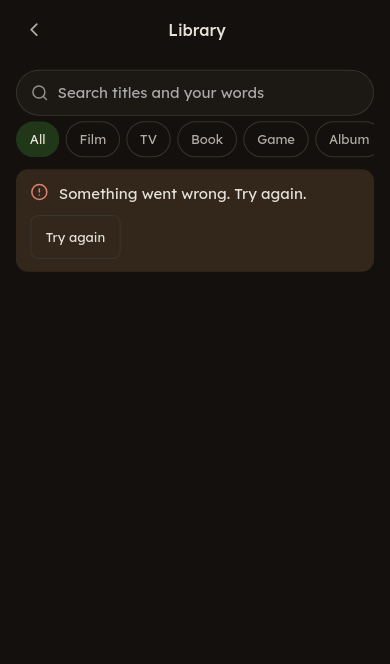 Library
Search titles and your words
All
Film
TV
Book
Game
Album
Something went wrong. Try again.
Try again